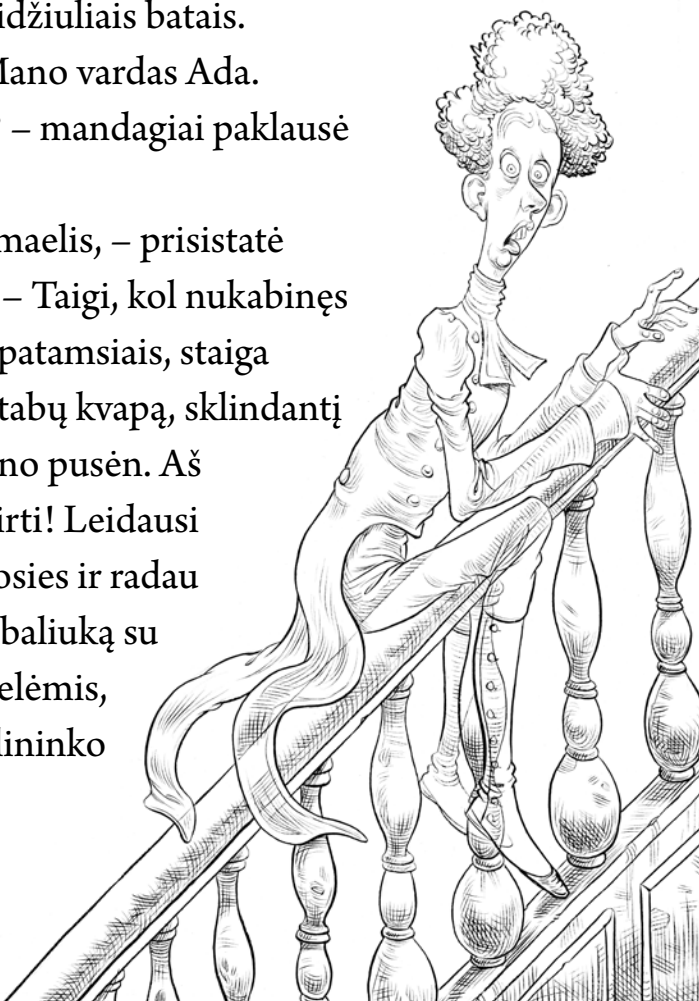 idžiuliais batais.
Mano vardas Ada.
– mandagiai paklausė
maelis, – prisistatė
– Taigi, kol nukabinęs
patamsiais, staiga
tabų kvapą, sklindantį
no pusėn. Aš
irti! Leidausi
osies ir radau
baliuką su
elėmis,
lininko